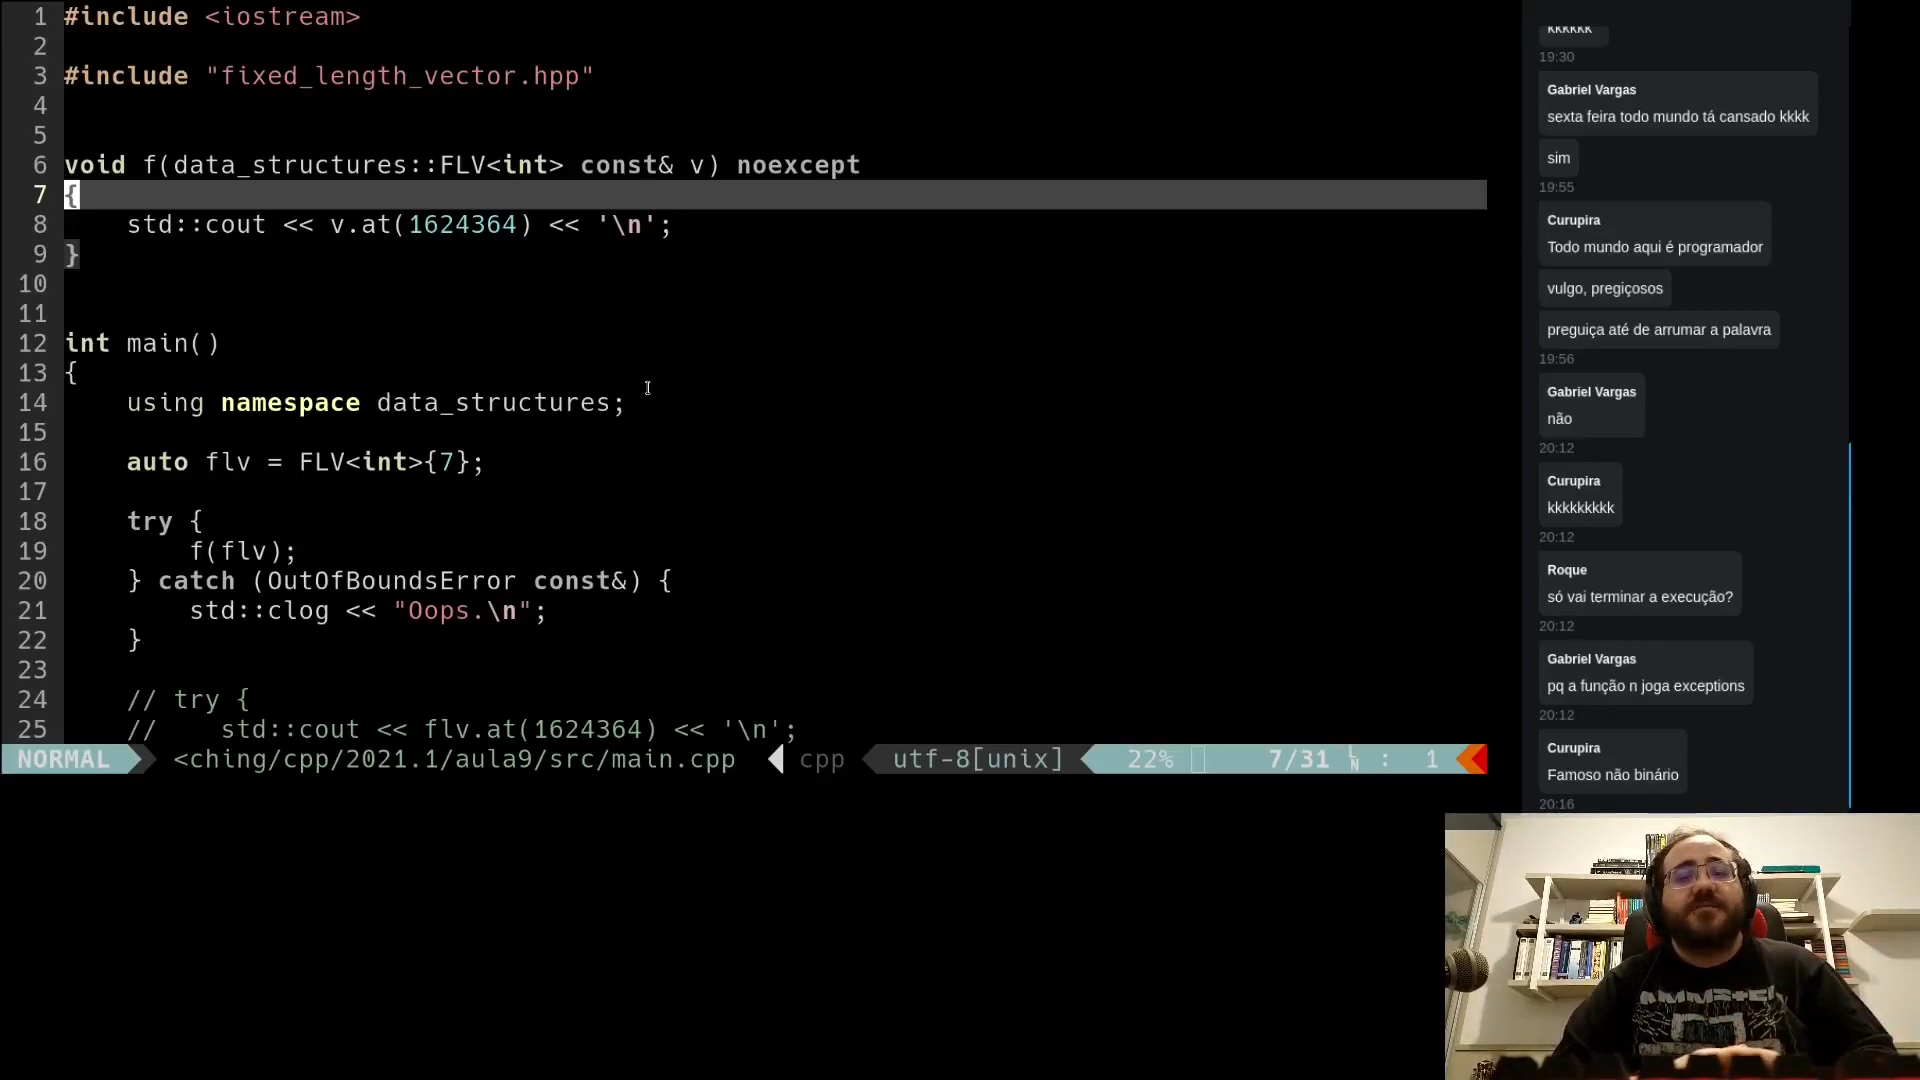 1 #include <iostream>
2
3 #include "fixed_length_vector.hpp"
4
5
6 void f(data_structures::FLV<int> const& v) noexcept
7 {
8     std::cout << v.at(1624364) << '\n';
9 }
10
11
12 int main()
13 {
14     using namespace data_structures;
15
16     auto flv = FLV<int>{7};
17
18     try {
19         f(flv);
20     } catch (OutOfBoundsError const&) {
21         std::clog << "Oops.\n";
22     }
23
24     // try {
25     //    std::cout << flv.at(1624364) << '\n';
NORMAL <ching/cpp/2021.1/aula9/src/main.cpp cpp utf-8[unix] 22% 7/31 : 1
kkkkkk
19:30
Gabriel Vargas
sexta feira todo mundo tá cansado kkkk
sim
19:55
Curupira
Todo mundo aqui é programador
vulgo, pregiçosos
preguiça até de arrumar a palavra
19:56
Gabriel Vargas
não
20:12
Curupira
kkkkkkkkk
20:12
Roque
só vai terminar a execução?
20:12
Gabriel Vargas
pq a função n joga exceptions
20:12
Curupira
Famoso não binário
20:16